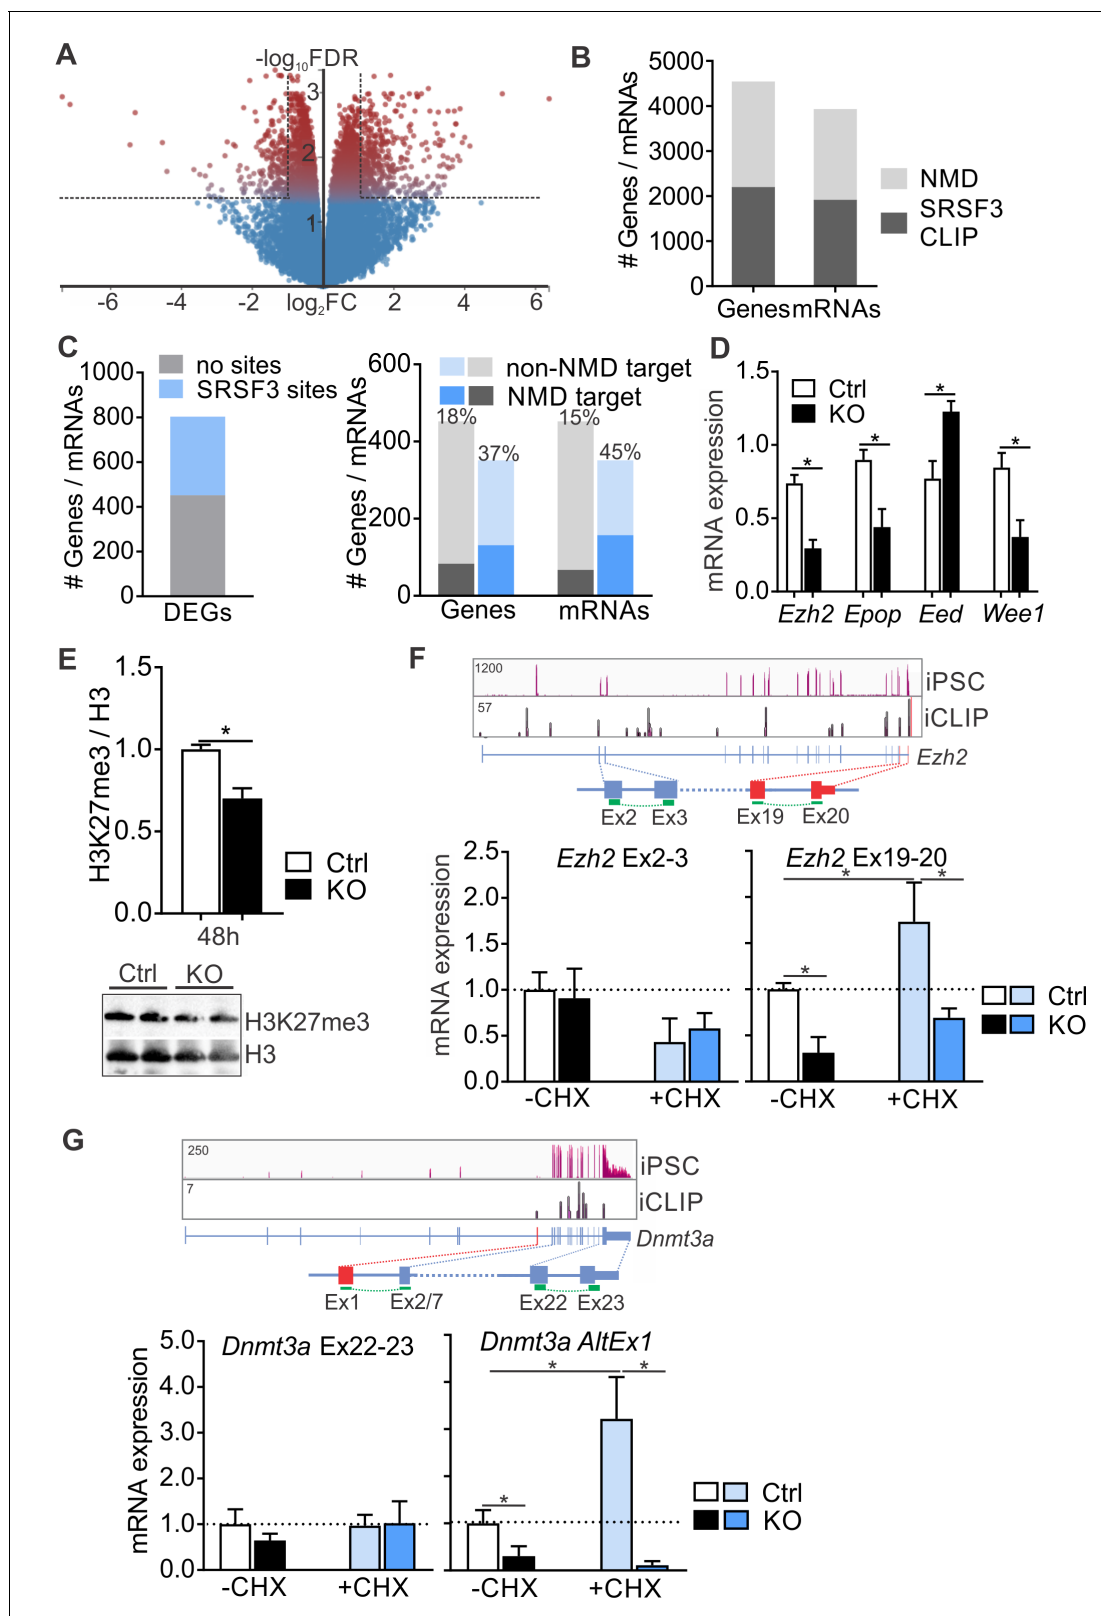 A
-log10FDR
3
2
1
-6
-4
-2
2
4
6
log2FC
B
# Genes / mRNAs
5000
4000
3000
2000
1000
0
Genes
mRNAs
NMD
SRSF3
CLIP
C
# Genes / mRNAs
1000
800
600
400
200
0
no sites
SRSF3 sites
DEGs
# Genes / mRNAs
600
400
200
0
non-NMD target
NMD target
18%
37%
15%
45%
Genes
mRNAs
D
mRNA expression
1.5
1.0
0.5
0.0
Ctrl
KO
*
*
*
*
Ezh2
Epop
Eed
Wee1
E
H3K27me3 / H3
1.5
1.0
0.5
0.0
*
Ctrl
KO
48h
Ctrl
KO
H3K27me3
H3
F
1200
iPSC
57
iCLIP
Ezh2
Ex2
Ex3
Ex19
Ex20
mRNA expression
2.5
2.0
1.5
1.0
0.5
0.0
Ezh2 Ex2-3
-CHX
+CHX
Ezh2 Ex19-20
*
*
*
-CHX
+CHX
Ctrl
KO
G
250
iPSC
7
iCLIP
Dnmt3a
Ex1
Ex2/7
Ex22
Ex23
mRNA expression
5.0
4.0
3.0
2.0
1.0
0.0
Dnmt3a Ex22-23
-CHX
+CHX
Dnmt3a AltEx1
*
*
*
-CHX
+CHX
Ctrl
KO